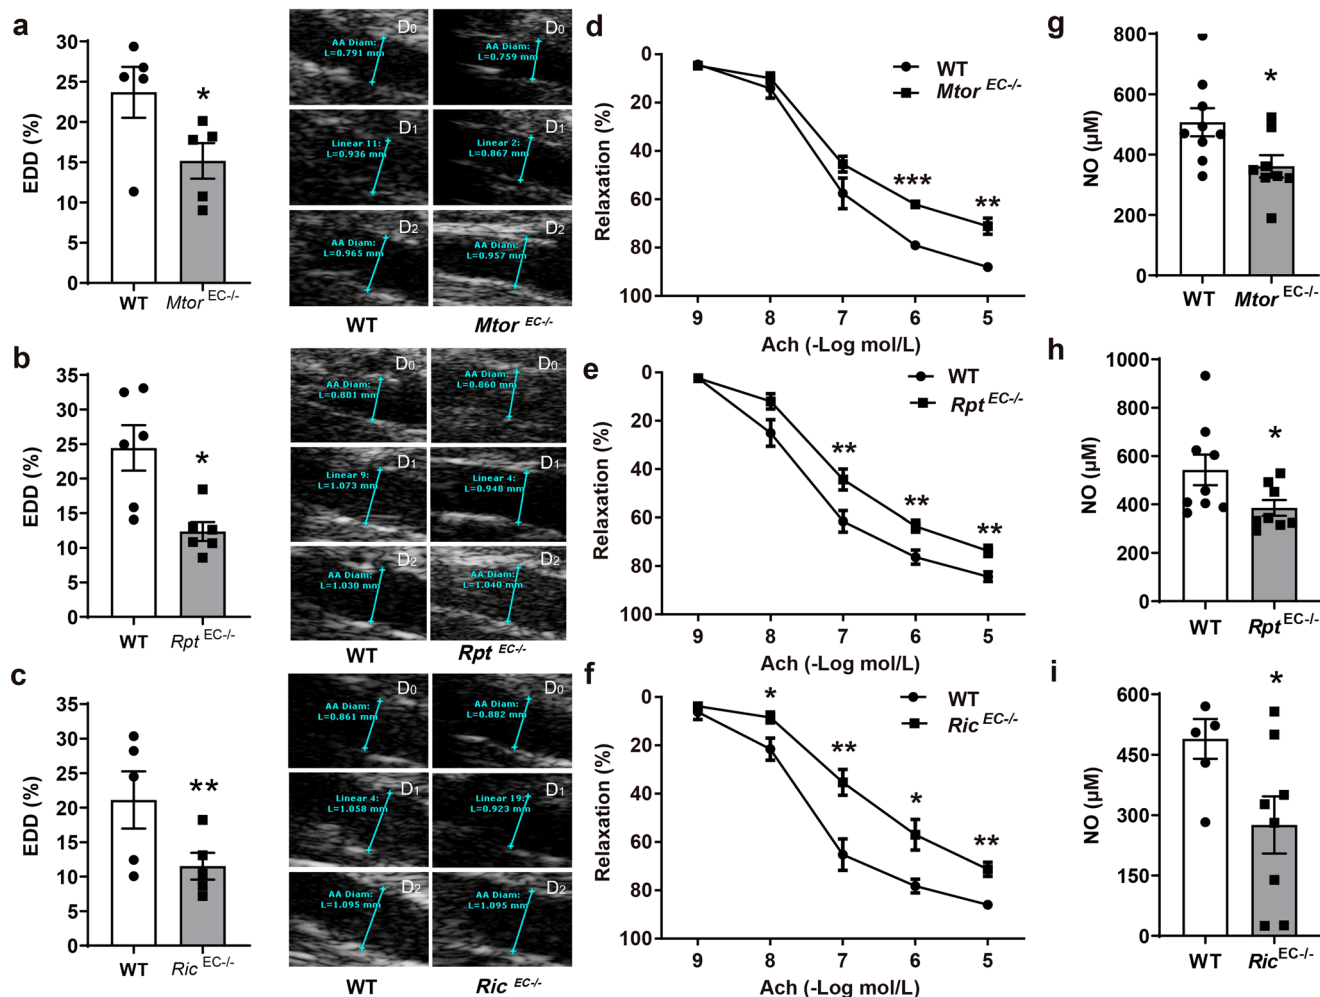 a
EDD (%)
30
25
20
15
10
5
0
*
WT
Mtor EC-/-
D0
AA Diam:
L=0.791 mm
D0
AA Diam:
L=0.759 mm
D1
Linear 11:
L=0.936 mm
D1
Linear 2:
L=0.867 mm
D2
AA Diam:
L=0.965 mm
D2
AA Diam:
L=0.957 mm
WT
Mtor EC-/-
d
Relaxation (%)
0
20
40
60
80
100
WT
Mtor EC-/-
***
**
9
8
7
6
5
Ach (-Log mol/L)
g
NO (μM)
800
600
400
200
0
*
WT
Mtor EC-/-
b
EDD (%)
35
30
25
20
15
10
5
0
*
WT
Rpt EC-/-
D0
AA Diam:
L=0.801 mm
D0
AA Diam:
L=0.860 mm
D1
Linear 9:
L=1.073 mm
D1
Linear 4:
L=0.948 mm
D2
AA Diam:
L=1.030 mm
D2
AA Diam:
L=1.040 mm
WT
Rpt EC-/-
e
Relaxation (%)
0
20
40
60
80
100
WT
Rpt EC-/-
**
**
**
9
8
7
6
5
Ach (-Log mol/L)
h
NO (μM)
1000
800
600
400
200
0
*
WT
Rpt EC-/-
c
EDD (%)
35
30
25
20
15
10
5
0
**
WT
Ric EC-/-
D0
AA Diam:
L=0.861 mm
D0
AA Diam:
L=0.882 mm
D1
Linear 4:
L=1.058 mm
D1
Linear 19:
L=0.923 mm
D2
AA Diam:
L=1.095 mm
D2
AA Diam:
L=1.095 mm
WT
Ric EC-/-
f
Relaxation (%)
0
20
40
60
80
100
WT
Ric EC-/-
*
**
*
**
9
8
7
6
5
Ach (-Log mol/L)
i
NO (μM)
600
450
300
150
0
*
WT
Ric EC-/-